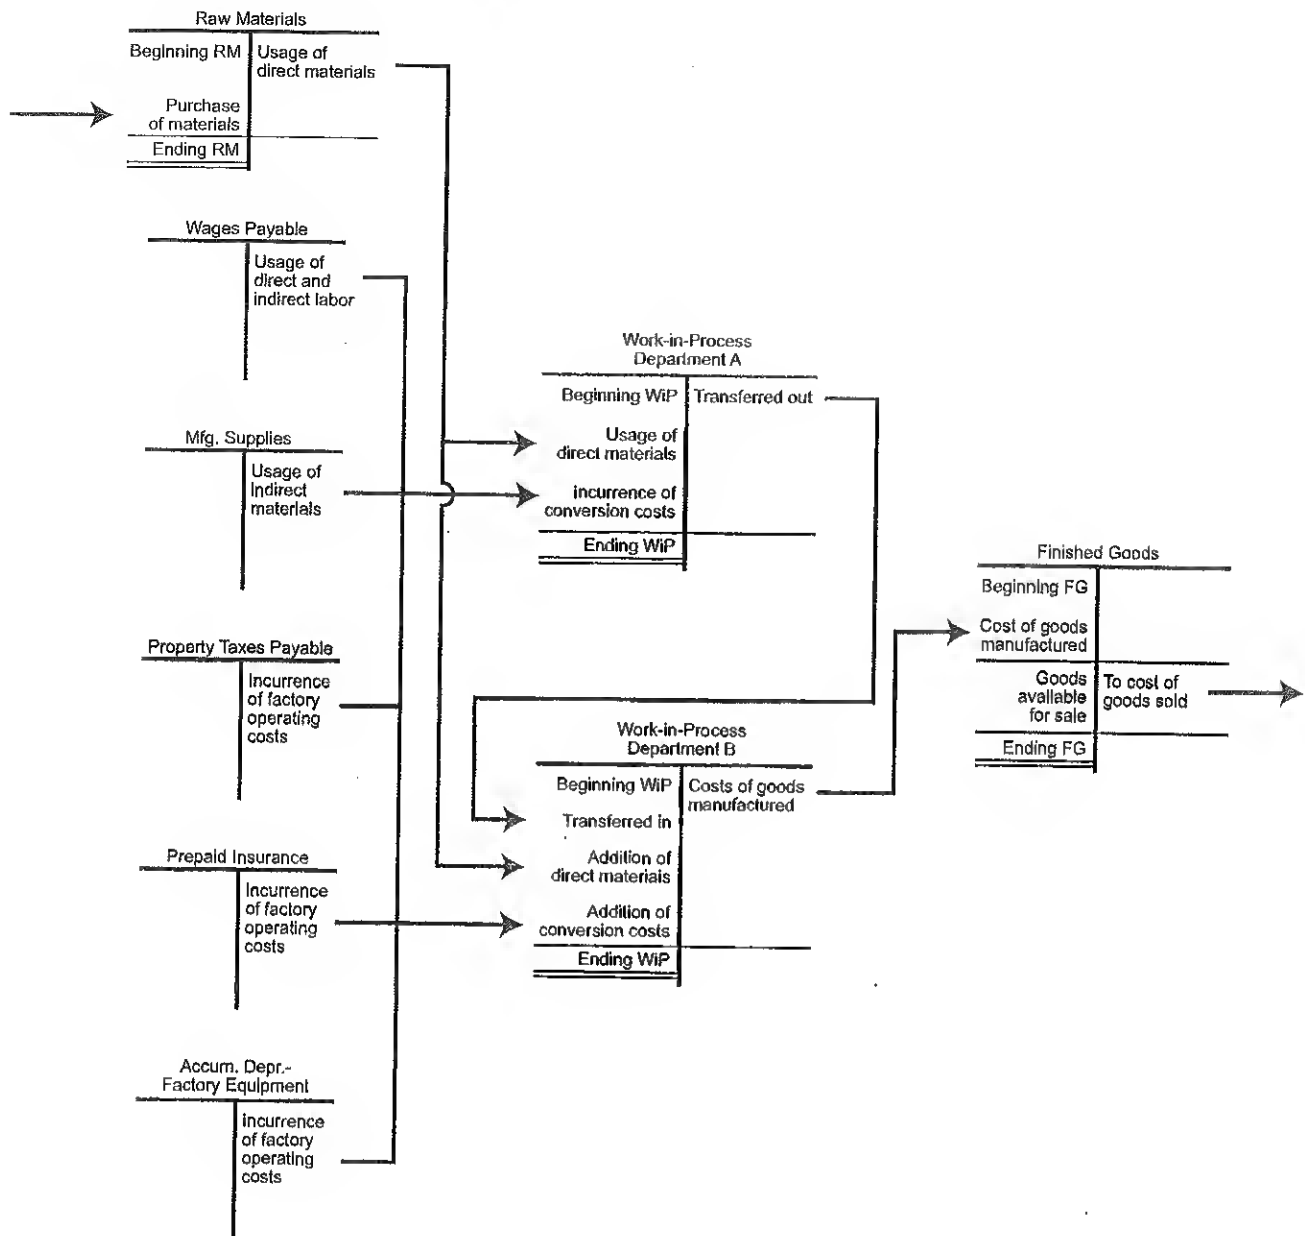 Raw Materials
Beginning RM
Usage of
direct materials
Purchase
of materials
Ending RM
Wages Payable
Usage of
direct and
indirect labor
Mfg. Supplies
Usage of
Indirect
materials
Property Taxes Payable
Incurrence
of factory
operating
costs
Prepaid Insurance
Incurrence
of factory
operating
costs
Accum. Depr.-
Factory Equipment
incurrence
of factory
operating
costs
Work-in-Process
Department A
Beginning WiP
Transferred out
Usage of
direct materials
incurrence of
conversion costs
Ending WiP
Work-in-Process
Department B
Beginning WiP
Costs of goods
manufactured
Transferred in
Addition of
direct materials
Addition of
conversion costs
Ending WiP
Finished Goods
Beginning FG
Cost of goods
manufactured
Goods
available
for sale
To cost of
goods sold
Ending FG